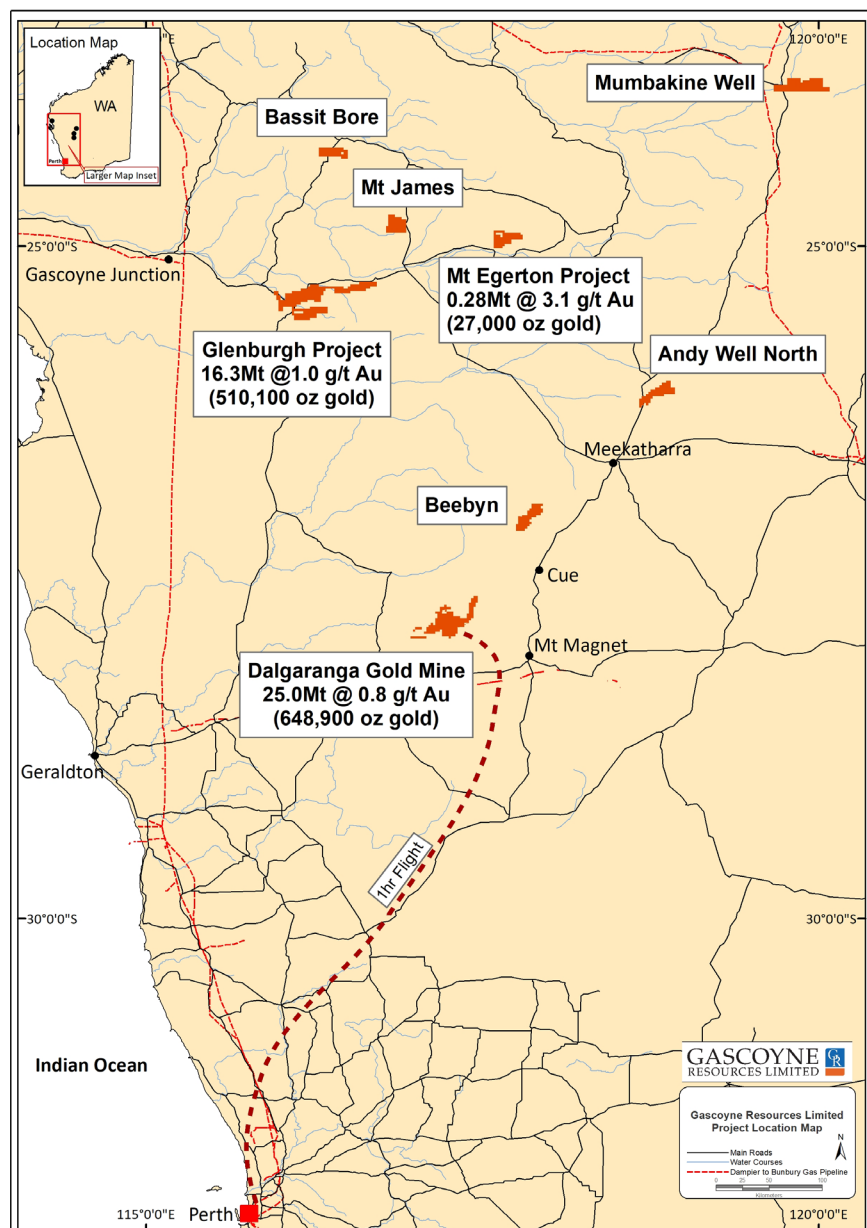 Location Map
WA
Perth
Larger Map Inset
0'0"E
120°0'0"E
Mumbakine Well
Bassit Bore
Mt James
25°0'0"S
25°0'0"S
Gascoyne Junction
Mt Egerton Project
0.28Mt @ 3.1 g/t Au
(27,000 oz gold)
Glenburgh Project
16.3Mt @1.0 g/t Au
(510,100 oz gold)
Andy Well North
Meekatharra
Beebyn
Cue
Mt Magnet
Dalgaranga Gold Mine
25.0Mt @ 0.8 g/t Au
(648,900 oz gold)
Geraldton
1hr Flight
30°0'0"S
30°0'0"S
Indian Ocean
GASCOYNE
RESOURCES LIMITED
Gascoyne Resources Limited
Project Location Map
N
Main Roads
Water Courses
Dampier to Bunbury Gas Pipeline
0 25 50 100
Kilometers
115°0'0"E
Perth
120°0'0"E